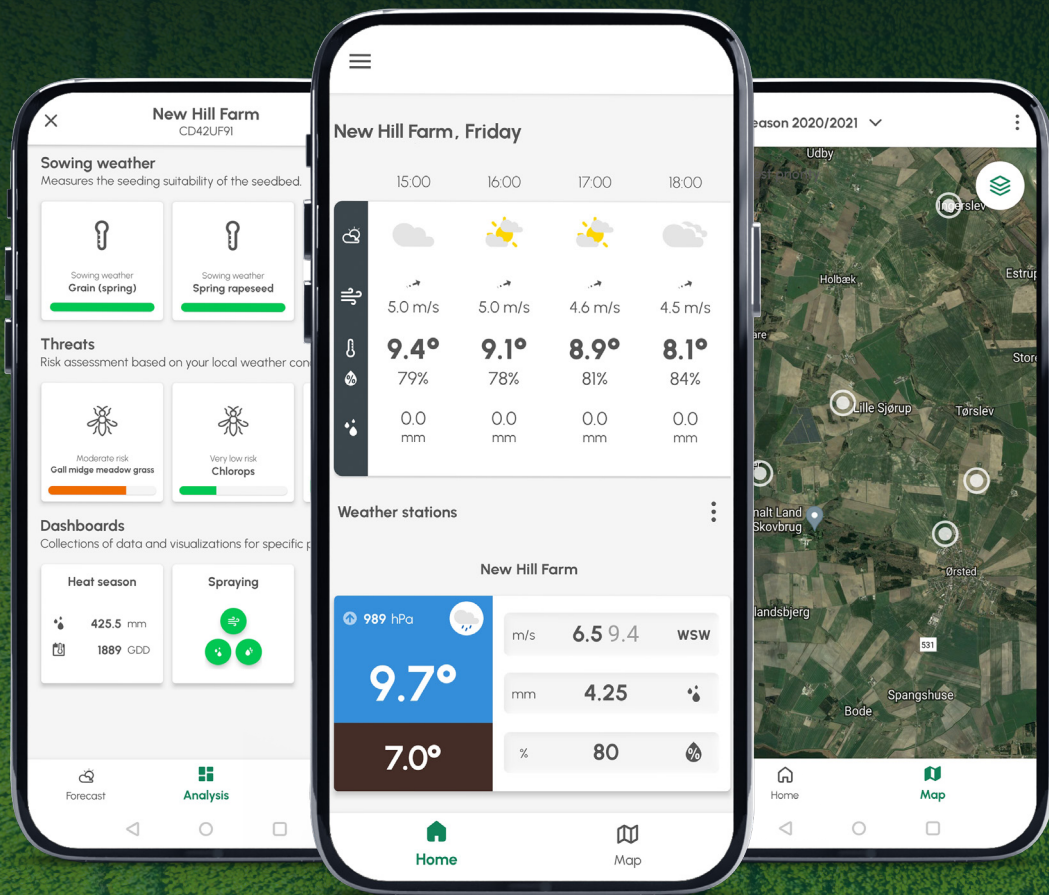 New Hill Farm
CD42UF91
Sowing weather
Measures the seeding suitability of the seedbed.
Sowing weather
Grain (spring)
Sowing weather
Spring rapeseed
Threats
Risk assessment based on your local weather con
Moderate risk
Gall midge meadow grass
Very low risk
Chlorops
Dashboards
Collections of data and visualizations for specific p
Heat season
425.5 mm
1889 GDD
Spraying
Forecast
Analysis
New Hill Farm, Friday
15:00 16:00 17:00 18:00
5.0 m/s 5.0 m/s 4.6 m/s 4.5 m/s
9.4° 9.1° 8.9° 8.1°
79% 78% 81% 84%
0.0 0.0 0.0 0.0
mm mm mm mm
Weather stations
New Hill Farm
989 hPa
9.7°
7.0°
m/s 6.5 9.4 WSW
mm 4.25
% 80
%
Home
Map
eason 2020/2021
Udby
Ingerslev
Holbæk
Estrup
are
Store
Lille Sjørup
Tørslev
nalt Land
Skovbrug
Ørsted
landsbjerg
531
Spangshuse
Bode
Home
Map